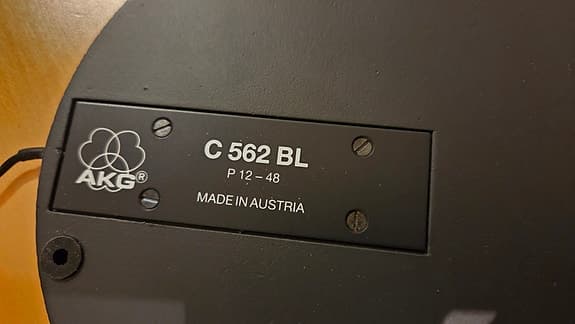 AKG®
C 562 BL
P 12 – 48
MADE IN AUSTRIA